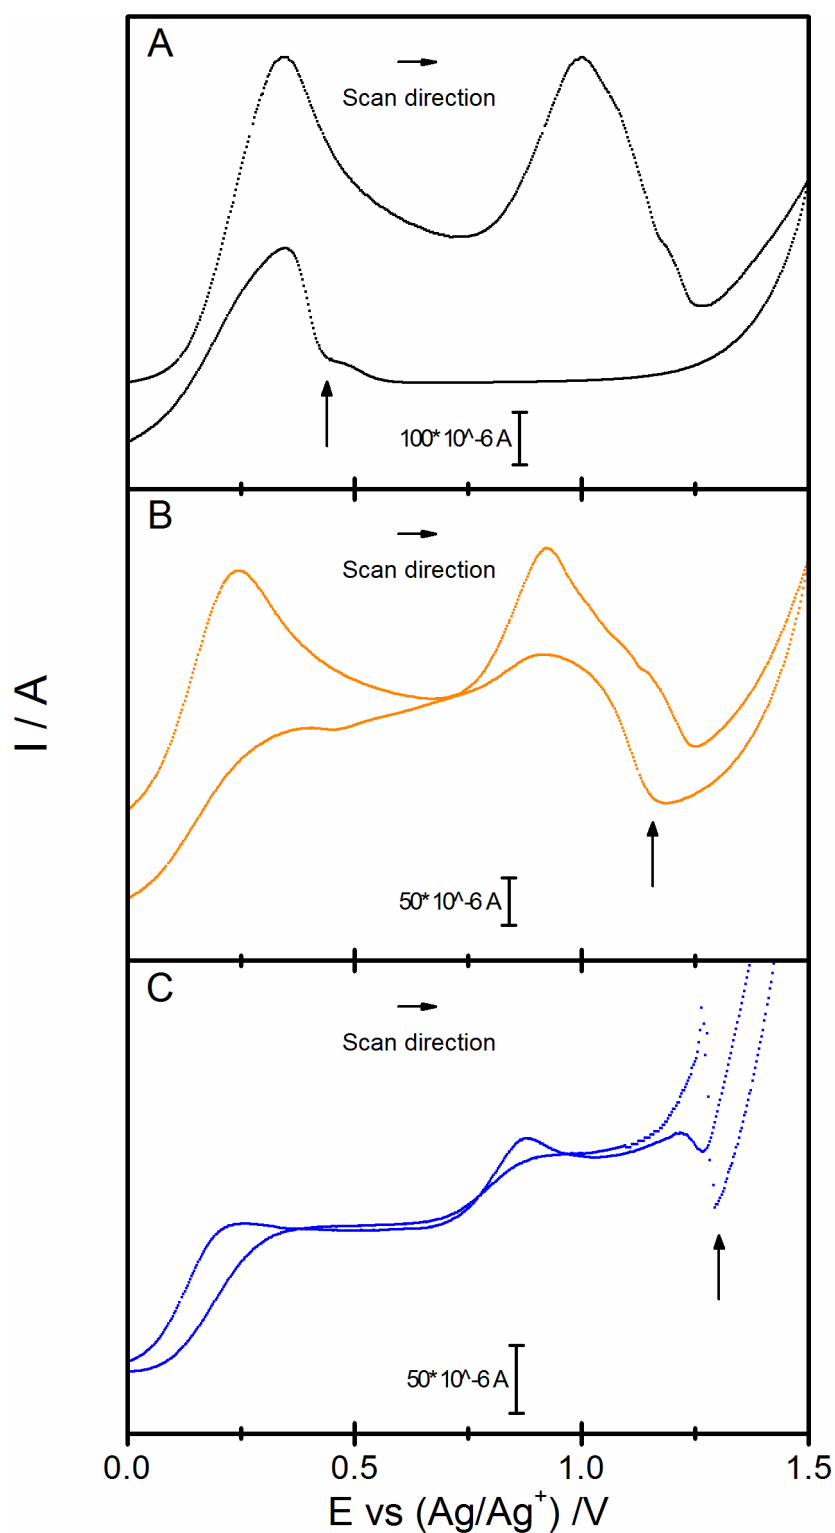 A
Scan direction
100*10^-6 A
B
Scan direction
50*10^-6 A
I / A
C
Scan direction
50*10^-6 A
0.0 0.5 1.0 1.5
E vs (Ag/Ag⁺) /V